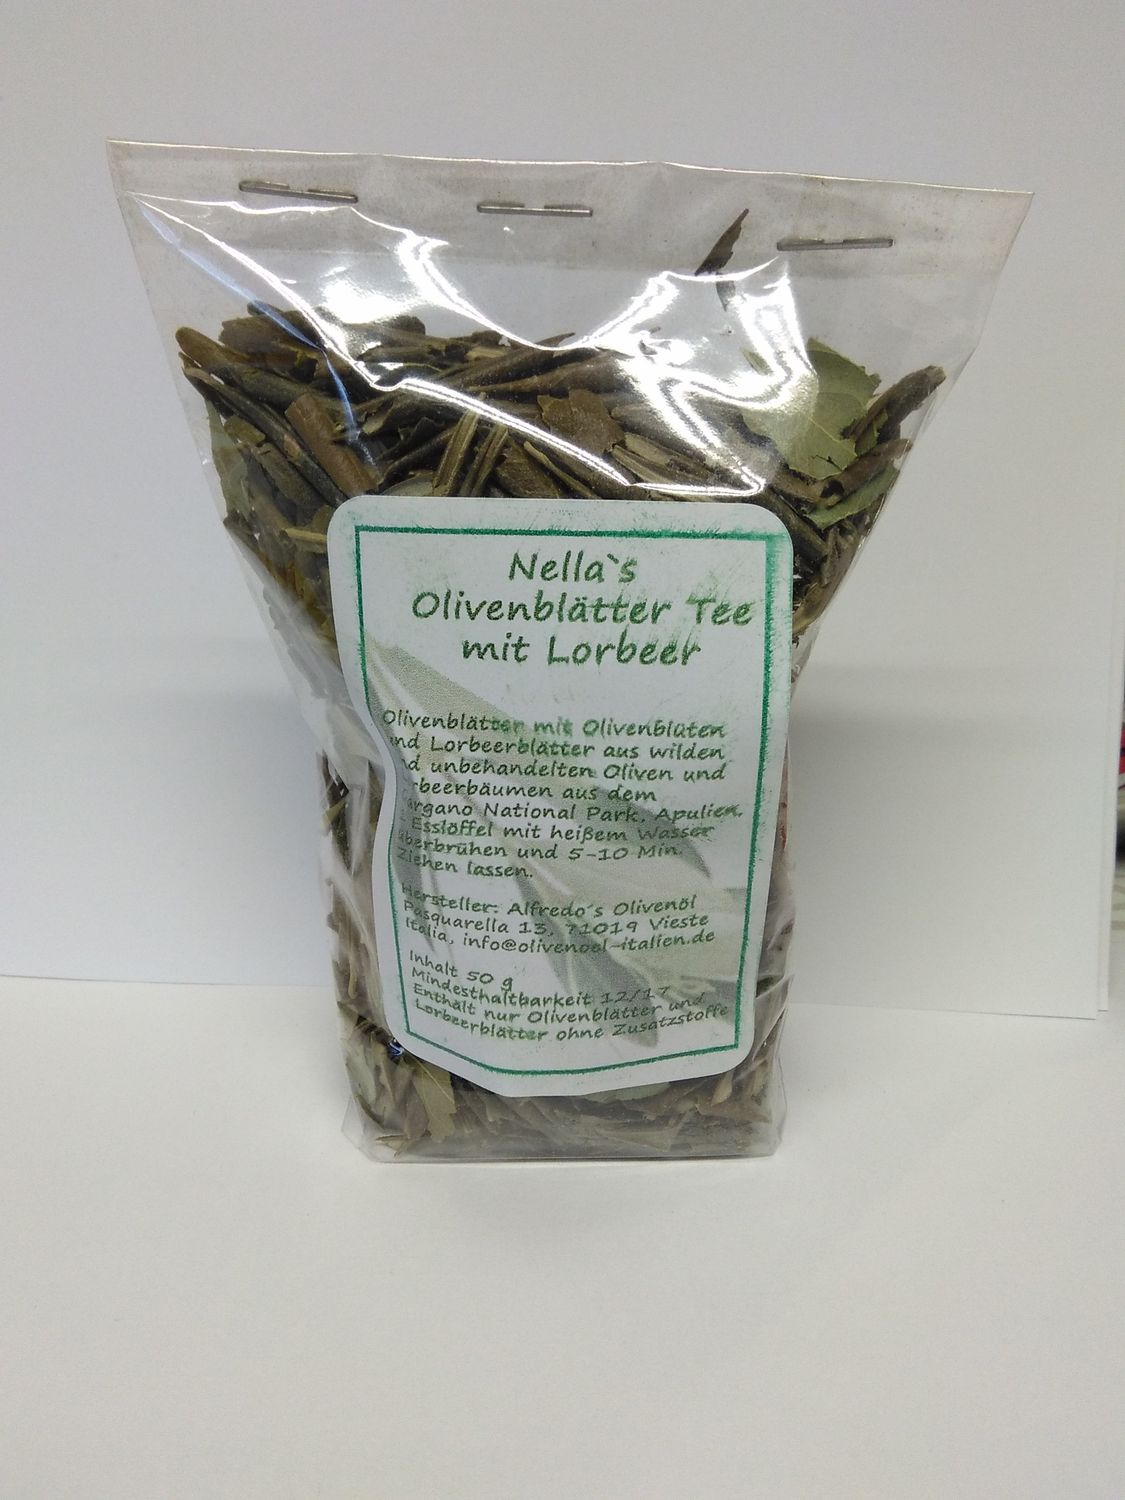 Nella`s
Olivenblätter Tee
mit Lorbeer
Olivenblätter mit Olivenblüten
und Lorbeerblätter aus wilden
und unbehandelten Oliven und
Lorbeerbäumen aus dem
Gargano National Park, Apulien.
Esslöffel mit heißem Wasser
überbrühen und 5-10 Min.
Ziehen lassen.
Hersteller: Alfredo´s Olivenöl
Pasquarella 13, 71019 Vieste
Italia, info@olivenoel-italien.de
Inhalt 50 g
Mindesthaltbarkeit 12/17
Enthält nur Olivenblätter und
Lorbeerblätter ohne Zusatzstoffe